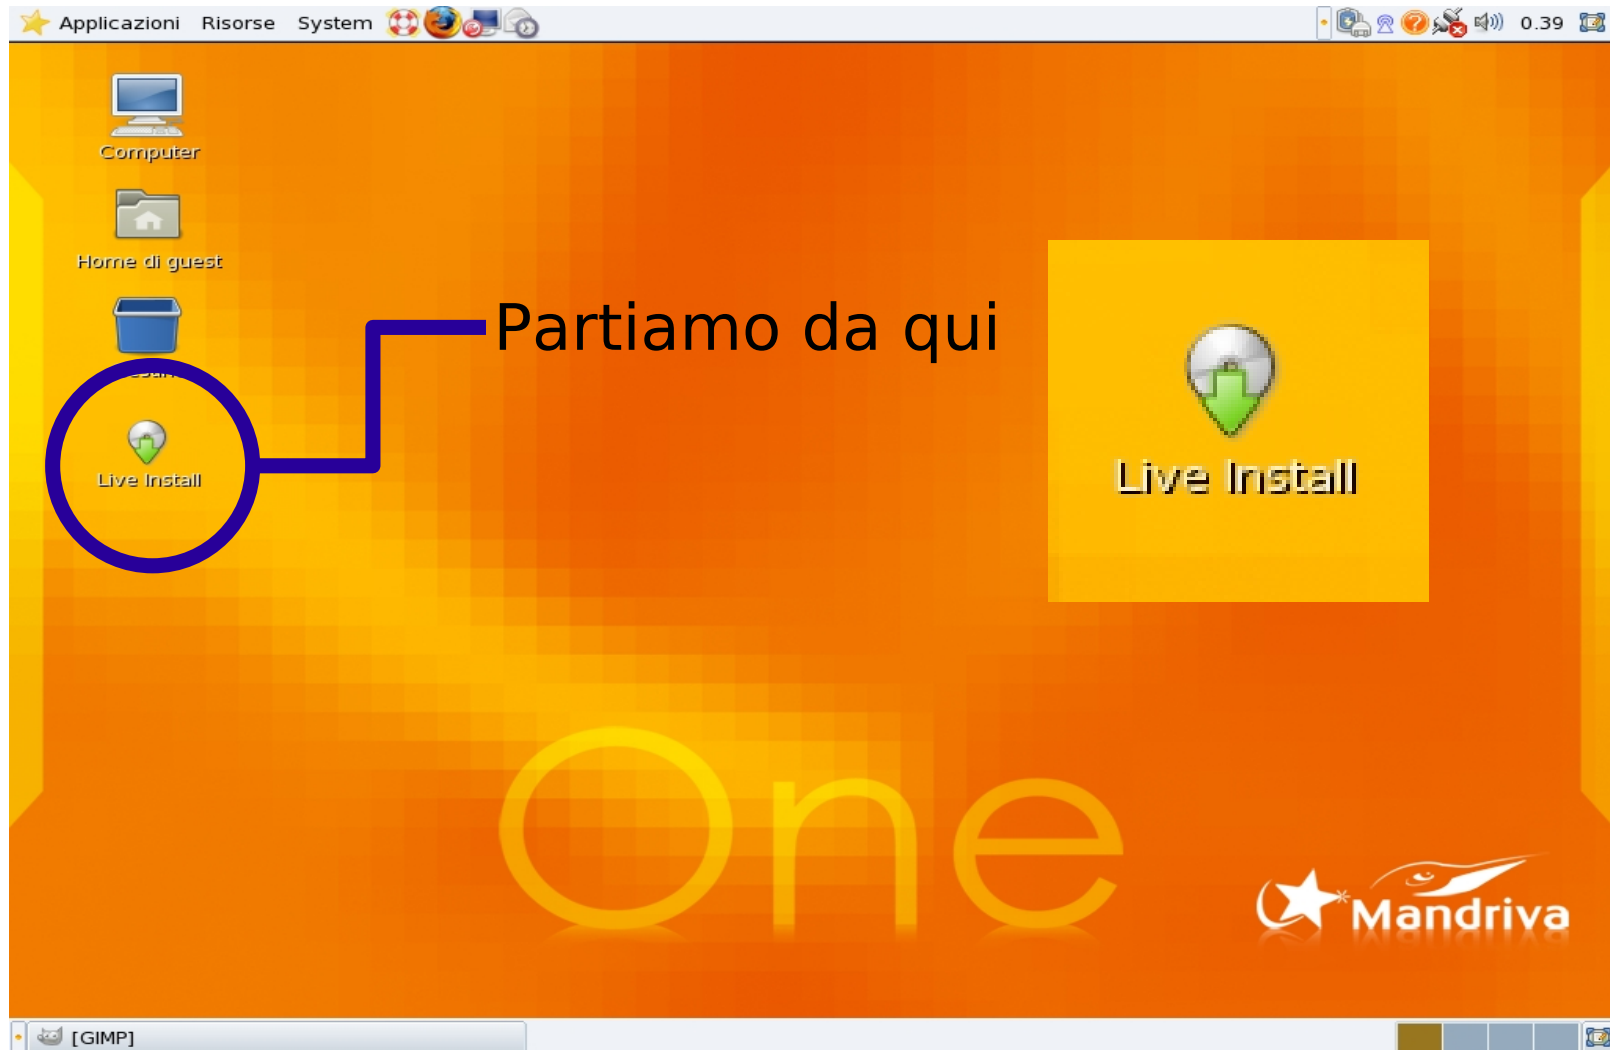 Applicazioni Risorse System 0.39
Computer
Home di guest
Partiamo da qui
Live Install
Live Install
One
Mandriva
[GIMP]